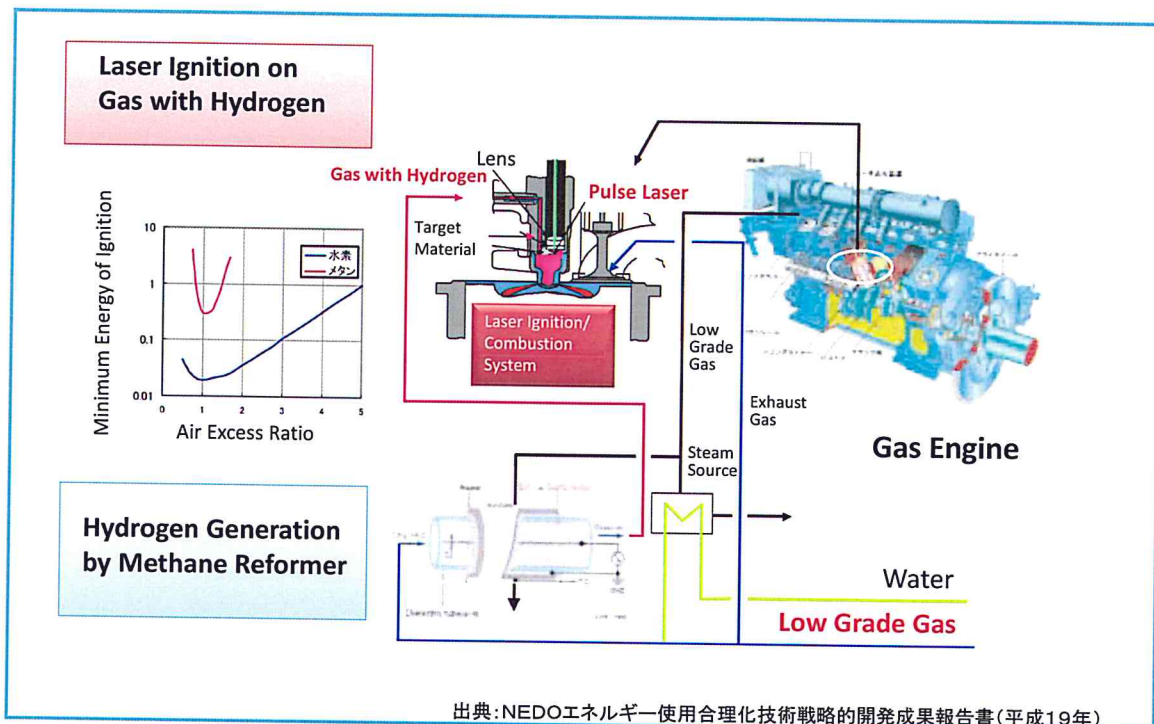 Laser Ignition on
Gas with Hydrogen
Lens
Gas with Hydrogen
Pulse Laser
Target
Material
Minimum Energy of Ignition
10
1
0.1
0.01
水素
メタン
0
1
2
3
4
5
Air Excess Ratio
Laser Ignition/
Combustion
System
Low
Grade
Gas
Exhaust
Gas
Gas Engine
Steam
Source
Hydrogen Generation
by Methane Reformer
Water
Low Grade Gas
出典:NEDOエネルギー使用合理化技術戦略的開発成果報告書(平成19年)